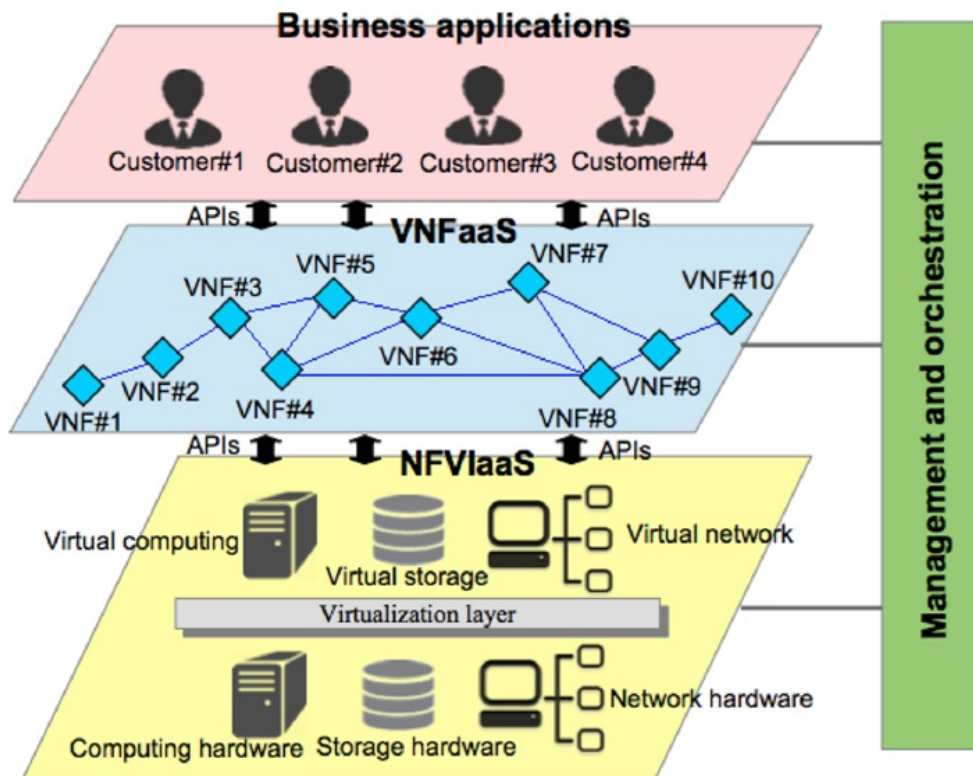 Business applications
Customer#1
Customer#2
Customer#3
Customer#4
APIs
APIs
VNFaaS
VNF#1
VNF#2
VNF#3
VNF#4
VNF#5
VNF#6
VNF#7
VNF#8
VNF#9
VNF#10
APIs
APIs
NFVIaaS
Virtual computing
Virtual storage
Virtual network
Virtualization layer
Computing hardware
Storage hardware
Network hardware
Management and orchestration